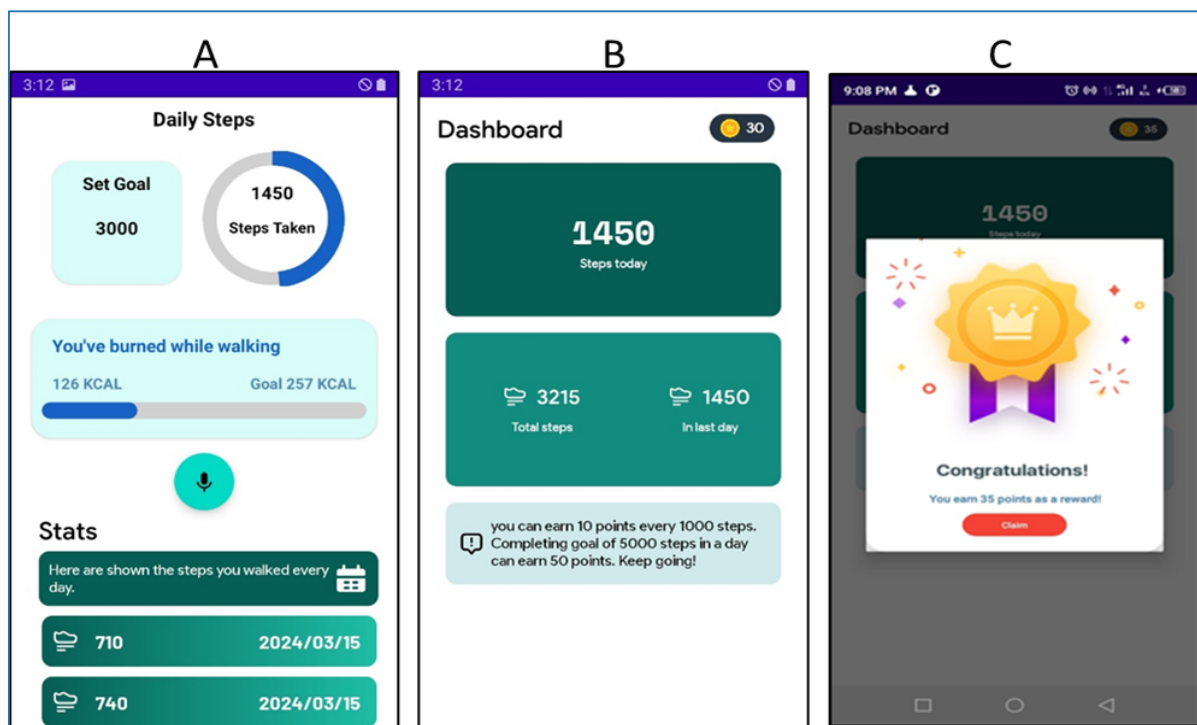 A
B
C
3:12
Daily Steps
Set Goal
3000
1450
Steps Taken
You've burned while walking
126 KCAL
Goal 257 KCAL
Stats
Here are shown the steps you walked every
day.
710
2024/03/15
740
2024/03/15
3:12
Dashboard
30
1450
Steps today
3215
Total steps
1450
In last day
you can earn 10 points every 1000 steps.
Completing goal of 5000 steps in a day
can earn 50 points. Keep going!
9:08 PM
Dashboard
35
1450
Steps today
Congratulations!
You earn 35 points as a reward!
Claim